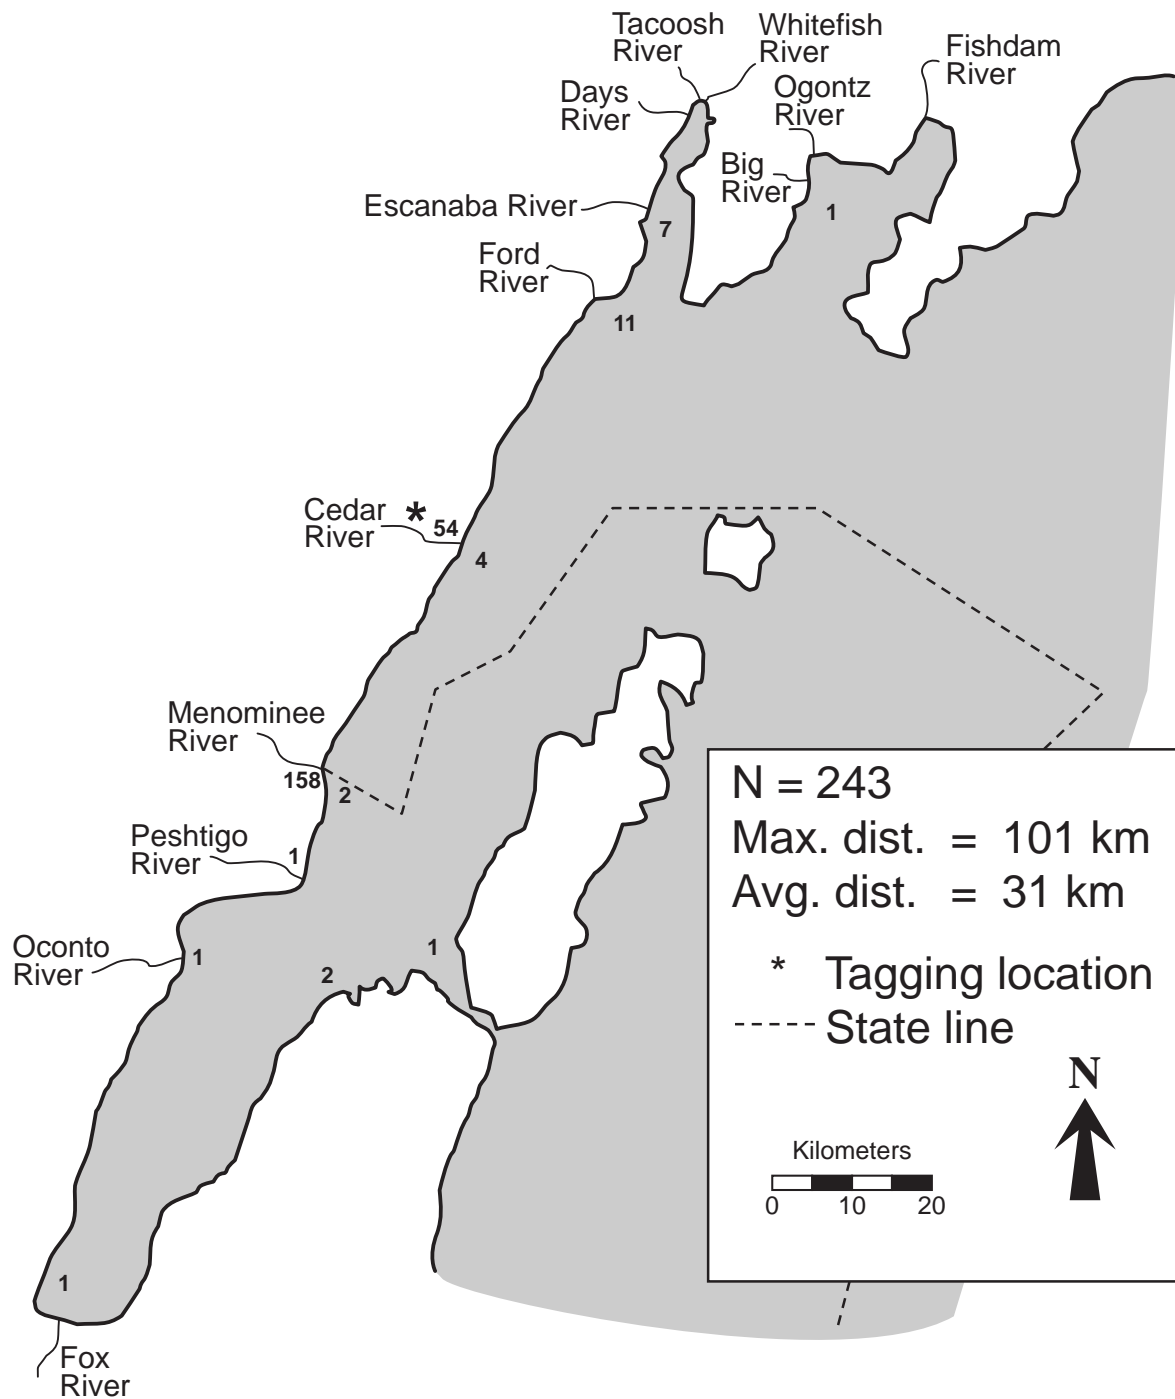 Tacoosh
River
Whitefish
River
Fishdam
River
Days
River
Ogontz
River
Big
River
Escanaba River
1
7
Ford
River
11
Cedar
River
*
54
4
Menominee
River
158
2
Peshtigo
River
1
Oconto
River
1
1
2
1
Fox
River
N = 243
Max. dist. = 101 km
Avg. dist. = 31 km
* Tagging location
State line
N
Kilometers
0 10 20